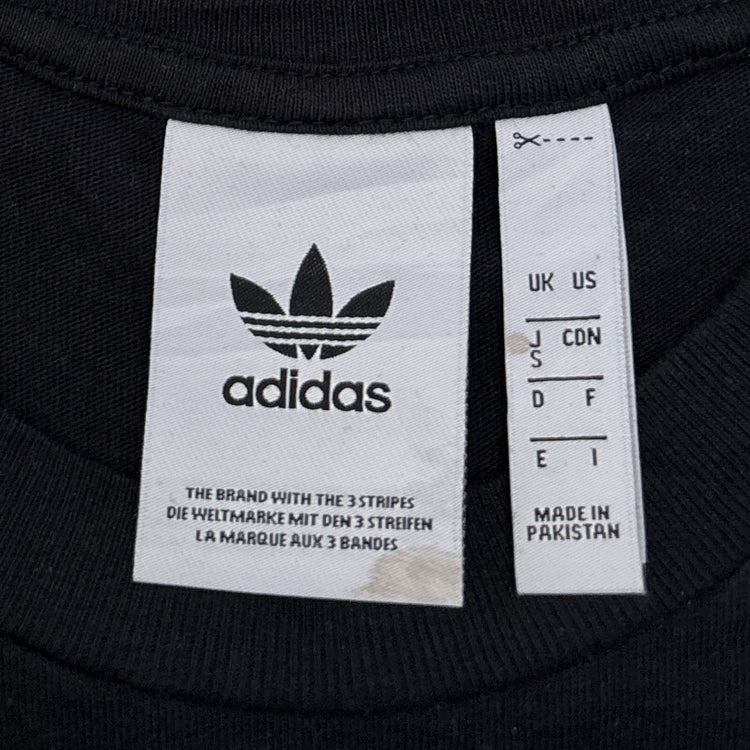 adidas
THE BRAND WITH THE 3 STRIPES
DIE WELTMARKE MIT DEN 3 STREIFEN
LA MARQUE AUX 3 BANDES
UK US
J CDN
S
D F
E I
MADE IN
PAKISTAN